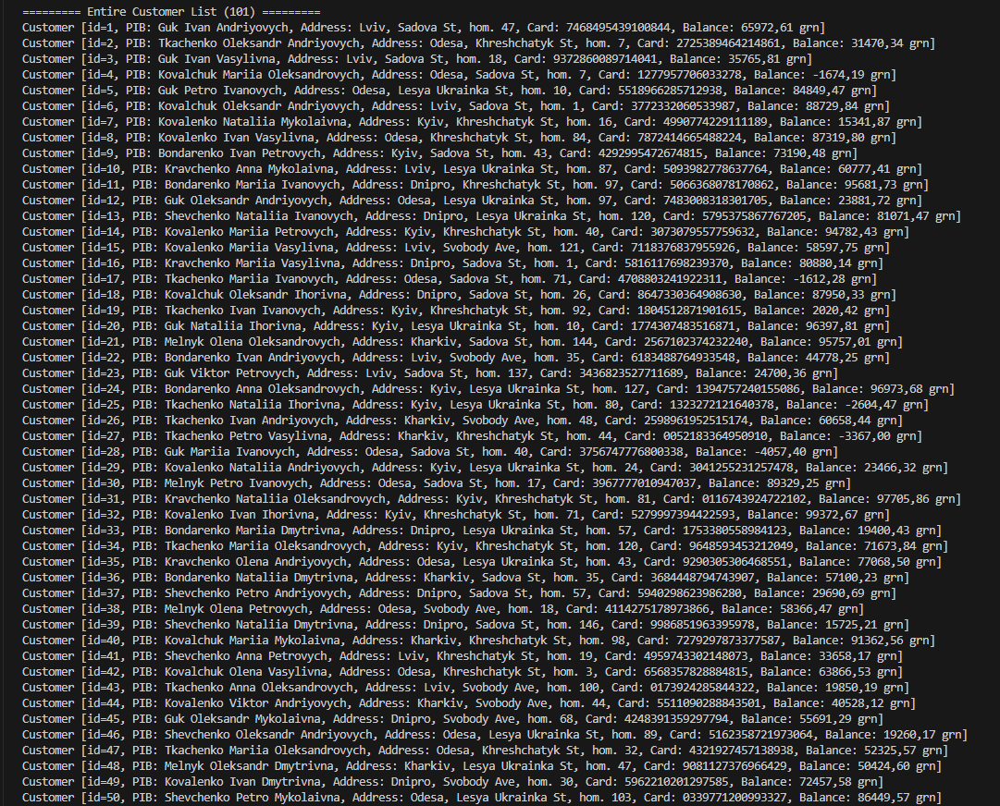 ========= Entire Customer List (101) =========
Customer [id=1, PIB: Guk Ivan Andriyovych, Address: Lviv, Sadova St, hom. 47, Card: 7468495439100844, Balance: 65972,61 grn]
Customer [id=2, PIB: Tkachenko Oleksandr Andriyovych, Address: Odesa, Khreshchatyk St, hom. 7, Card: 2725389464214861, Balance: 31470,34 grn]
Customer [id=3, PIB: Guk Ivan Vasylivna, Address: Lviv, Sadova St, hom. 18, Card: 9372860089714041, Balance: 35765,81 grn]
Customer [id=4, PIB: Kovalchuk Mariia Oleksandrovych, Address: Odesa, Sadova St, hom. 7, Card: 1277957706033278, Balance: -1674,19 grn]
Customer [id=5, PIB: Guk Petro Ivanovych, Address: Odesa, Lesya Ukrainka St, hom. 10, Card: 5518966285712938, Balance: 84849,47 grn]
Customer [id=6, PIB: Kovalchuk Oleksandr Andriyovych, Address: Lviv, Sadova St, hom. 1, Card: 3772332060533987, Balance: 88729,84 grn]
Customer [id=7, PIB: Kovalenko Nataliia Mykolaivna, Address: Kyiv, Khreshchatyk St, hom. 16, Card: 4990774229111189, Balance: 15341,87 grn]
Customer [id=8, PIB: Kovalenko Ivan Vasylivna, Address: Odesa, Khreshchatyk St, hom. 84, Card: 7872414665488224, Balance: 87319,80 grn]
Customer [id=9, PIB: Bondarenko Ivan Petrovych, Address: Kyiv, Sadova St, hom. 43, Card: 4292995472674815, Balance: 73190,48 grn]
Customer [id=10, PIB: Kravchenko Anna Mykolaivna, Address: Lviv, Lesya Ukrainka St, hom. 87, Card: 5093982778637764, Balance: 60777,41 grn]
Customer [id=11, PIB: Bondarenko Mariia Ivanovych, Address: Dnipro, Khreshchatyk St, hom. 97, Card: 5066368078170862, Balance: 95681,73 grn]
Customer [id=12, PIB: Guk Oleksandr Andriyovych, Address: Odesa, Lesya Ukrainka St, hom. 97, Card: 7483008318301705, Balance: 23881,72 grn]
Customer [id=13, PIB: Shevchenko Nataliia Ivanovych, Address: Dnipro, Lesya Ukrainka St, hom. 120, Card: 5795375867767205, Balance: 81071,47 grn]
Customer [id=14, PIB: Kovalenko Mariia Petrovych, Address: Kyiv, Khreshchatyk St, hom. 40, Card: 3073079557759632, Balance: 94782,43 grn]
Customer [id=15, PIB: Kovalenko Mariia Vasylivna, Address: Lviv, Svobody Ave, hom. 121, Card: 7118376837955926, Balance: 58597,75 grn]
Customer [id=16, PIB: Kravchenko Mariia Vasylivna, Address: Dnipro, Sadova St, hom. 1, Card: 5816117698239370, Balance: 80880,14 grn]
Customer [id=17, PIB: Tkachenko Mariia Ivanovych, Address: Odesa, Sadova St, hom. 71, Card: 4708803241922311, Balance: -1612,28 grn]
Customer [id=18, PIB: Kovalchuk Oleksandr Ihorivna, Address: Dnipro, Sadova St, hom. 26, Card: 8647330364908630, Balance: 87950,33 grn]
Customer [id=19, PIB: Tkachenko Ivan Ivanovych, Address: Kyiv, Khreshchatyk St, hom. 92, Card: 1804512871901615, Balance: 2020,42 grn]
Customer [id=20, PIB: Guk Nataliia Ihorivna, Address: Kyiv, Lesya Ukrainka St, hom. 10, Card: 1774307483516871, Balance: 96397,81 grn]
Customer [id=21, PIB: Melnyk Olena Oleksandrovych, Address: Kharkiv, Sadova St, hom. 144, Card: 2567102374232240, Balance: 95757,01 grn]
Customer [id=22, PIB: Bondarenko Ivan Andriyovych, Address: Lviv, Svobody Ave, hom. 35, Card: 6183488764933548, Balance: 44778,25 grn]
Customer [id=23, PIB: Guk Viktor Petrovych, Address: Lviv, Sadova St, hom. 137, Card: 3436823527711689, Balance: 24700,36 grn]
Customer [id=24, PIB: Bondarenko Anna Oleksandrovych, Address: Kyiv, Lesya Ukrainka St, hom. 127, Card: 1394757240155086, Balance: 96973,68 grn]
Customer [id=25, PIB: Tkachenko Nataliia Ihorivna, Address: Kyiv, Lesya Ukrainka St, hom. 80, Card: 1323272121640378, Balance: -2604,47 grn]
Customer [id=26, PIB: Tkachenko Ivan Andriyovych, Address: Kharkiv, Svobody Ave, hom. 48, Card: 2598961952515174, Balance: 60658,44 grn]
Customer [id=27, PIB: Tkachenko Petro Vasylivna, Address: Kharkiv, Khreshchatyk St, hom. 44, Card: 0052183364950910, Balance: -3367,00 grn]
Customer [id=28, PIB: Guk Mariia Ivanovych, Address: Odesa, Sadova St, hom. 40, Card: 3756747776800338, Balance: -4057,40 grn]
Customer [id=29, PIB: Kovalenko Nataliia Andriyovych, Address: Kyiv, Lesya Ukrainka St, hom. 24, Card: 3041255231257478, Balance: 23466,32 grn]
Customer [id=30, PIB: Melnyk Petro Ivanovych, Address: Odesa, Sadova St, hom. 17, Card: 3967777010947037, Balance: 89329,25 grn]
Customer [id=31, PIB: Kravchenko Nataliia Oleksandrovych, Address: Kyiv, Khreshchatyk St, hom. 81, Card: 0116743924722102, Balance: 97705,86 grn]
Customer [id=32, PIB: Kovalenko Ivan Ihorivna, Address: Kyiv, Khreshchatyk St, hom. 71, Card: 5279997394422593, Balance: 99372,67 grn]
Customer [id=33, PIB: Bondarenko Mariia Dmytrivna, Address: Dnipro, Lesya Ukrainka St, hom. 57, Card: 1753380558984123, Balance: 19400,43 grn]
Customer [id=34, PIB: Tkachenko Mariia Oleksandrovych, Address: Kyiv, Khreshchatyk St, hom. 120, Card: 9648593453212049, Balance: 71673,84 grn]
Customer [id=35, PIB: Kravchenko Olena Andriyovych, Address: Odesa, Lesya Ukrainka St, hom. 43, Card: 9290305306468551, Balance: 77068,50 grn]
Customer [id=36, PIB: Bondarenko Nataliia Dmytrivna, Address: Kharkiv, Sadova St, hom. 35, Card: 3684448794743907, Balance: 57100,23 grn]
Customer [id=37, PIB: Shevchenko Petro Andriyovych, Address: Dnipro, Sadova St, hom. 57, Card: 5940298623986280, Balance: 29690,69 grn]
Customer [id=38, PIB: Melnyk Olena Petrovych, Address: Odesa, Svobody Ave, hom. 18, Card: 4114275178973866, Balance: 58366,47 grn]
Customer [id=39, PIB: Shevchenko Nataliia Dmytrivna, Address: Dnipro, Sadova St, hom. 146, Card: 9986851963395978, Balance: 15725,21 grn]
Customer [id=40, PIB: Kovalchuk Mariia Mykolaivna, Address: Kharkiv, Khreshchatyk St, hom. 98, Card: 7279297873377587, Balance: 91362,56 grn]
Customer [id=41, PIB: Shevchenko Anna Petrovych, Address: Lviv, Khreshchatyk St, hom. 19, Card: 4959743302148073, Balance: 33658,17 grn]
Customer [id=42, PIB: Kovalchuk Olena Vasylivna, Address: Odesa, Khreshchatyk St, hom. 3, Card: 6568357828884815, Balance: 63866,53 grn]
Customer [id=43, PIB: Tkachenko Anna Oleksandrovych, Address: Lviv, Svobody Ave, hom. 100, Card: 0173924285844322, Balance: 19850,19 grn]
Customer [id=44, PIB: Kovalenko Viktor Andriyovych, Address: Kharkiv, Svobody Ave, hom. 44, Card: 5511090288843501, Balance: 40528,12 grn]
Customer [id=45, PIB: Guk Oleksandr Mykolaivna, Address: Dnipro, Svobody Ave, hom. 68, Card: 4248391359297794, Balance: 55691,29 grn]
Customer [id=46, PIB: Shevchenko Oleksandr Andriyovych, Address: Odesa, Lesya Ukrainka St, hom. 89, Card: 5162358721973064, Balance: 19260,17 grn]
Customer [id=47, PIB: Tkachenko Mariia Oleksandrovych, Address: Odesa, Khreshchatyk St, hom. 32, Card: 4321927457138938, Balance: 52325,57 grn]
Customer [id=48, PIB: Melnyk Oleksandr Dmytrivna, Address: Kharkiv, Lesya Ukrainka St, hom. 47, Card: 9081127376966429, Balance: 50424,60 grn]
Customer [id=49, PIB: Kovalenko Ivan Dmytrivna, Address: Dnipro, Svobody Ave, hom. 30, Card: 5962210201297585, Balance: 72457,58 grn]
Customer [id=50, PIB: Shevchenko Petro Mykolaivna, Address: Odesa, Lesya Ukrainka St, hom. 103, Card: 0339771200993327, Balance: 86449,57 grn]